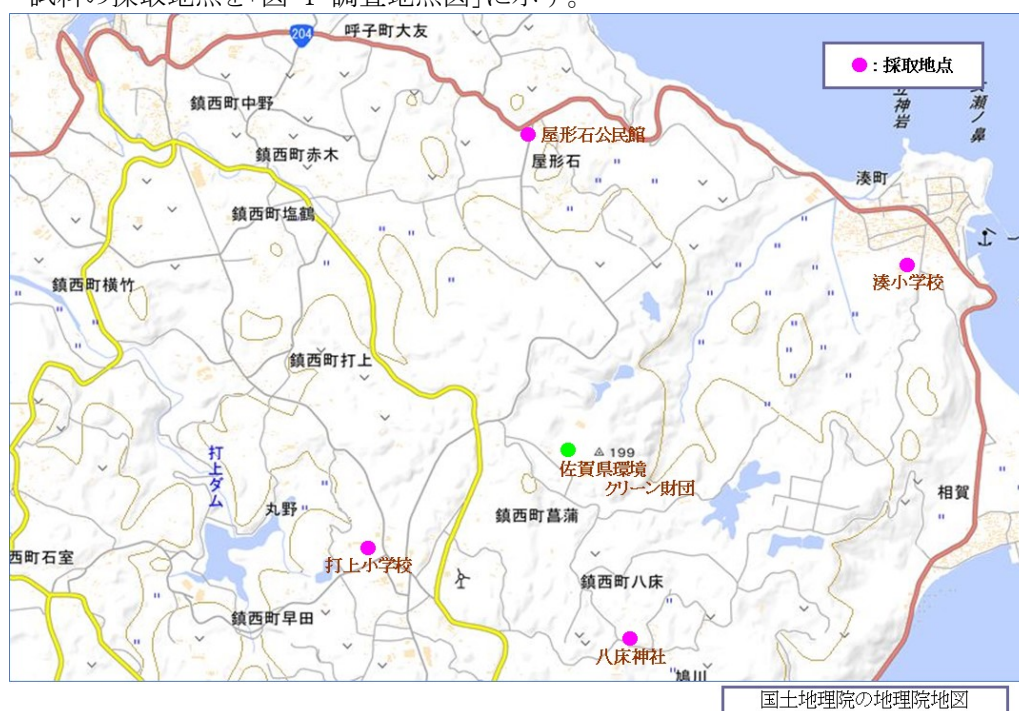 試料の採取地点を「図-1 調査地点図」に示す。
204
呼子町大友
●：採取地点
鎮西町中野
立神岩
屋形石公民館
鎮西町赤木
屋形石
湊町
鎮西町塩鶴
湊小学校
鎮西町横竹
鎮西町打上
199
佐賀県環境
クリーン財団
打上ダム
相賀
丸野
鎮西町菖蒲
西町石室
打上小学校
鎮西町八床
鎮西町早田
八床神社
鳩川
国土地理院の地理院地図